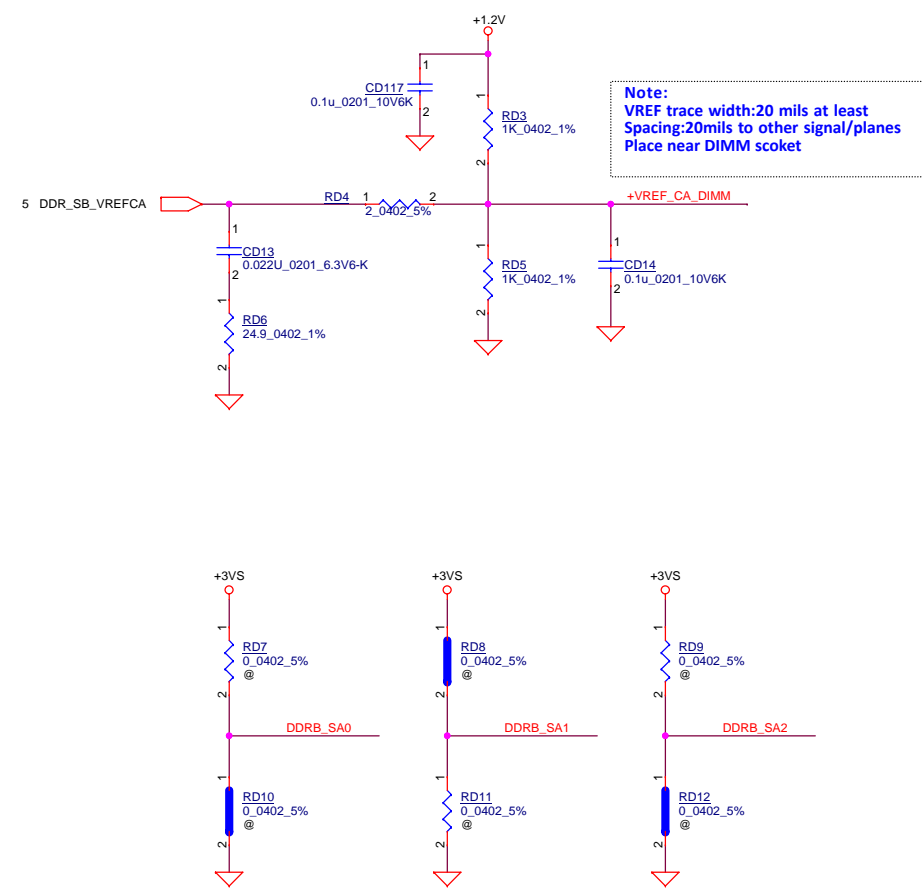 +1.2V
1
CD117
0.1u_0201_10V6K
2
1
RD3
1K_0402_1%
2
Note:
VREF trace width:20 mils at least
Spacing:20mils to other signal/planes
Place near DIMM scoket
5 DDR_SB_VREFCA
RD4 1 2
2_0402_5%
+VREF_CA_DIMM
1
CD13
0.022U_0201_6.3V6-K
2
1
RD5
1K_0402_1%
2
1
CD14
0.1u_0201_10V6K
2
1
RD6
24.9_0402_1%
2
+3VS
1
RD7
0_0402_5%
@
2
DDRB_SA0
1
RD10
0_0402_5%
@
2
+3VS
1
RD8
0_0402_5%
@
2
DDRB_SA1
1
RD11
0_0402_5%
@
2
+3VS
1
RD9
0_0402_5%
@
2
DDRB_SA2
1
RD12
0_0402_5%
@
2